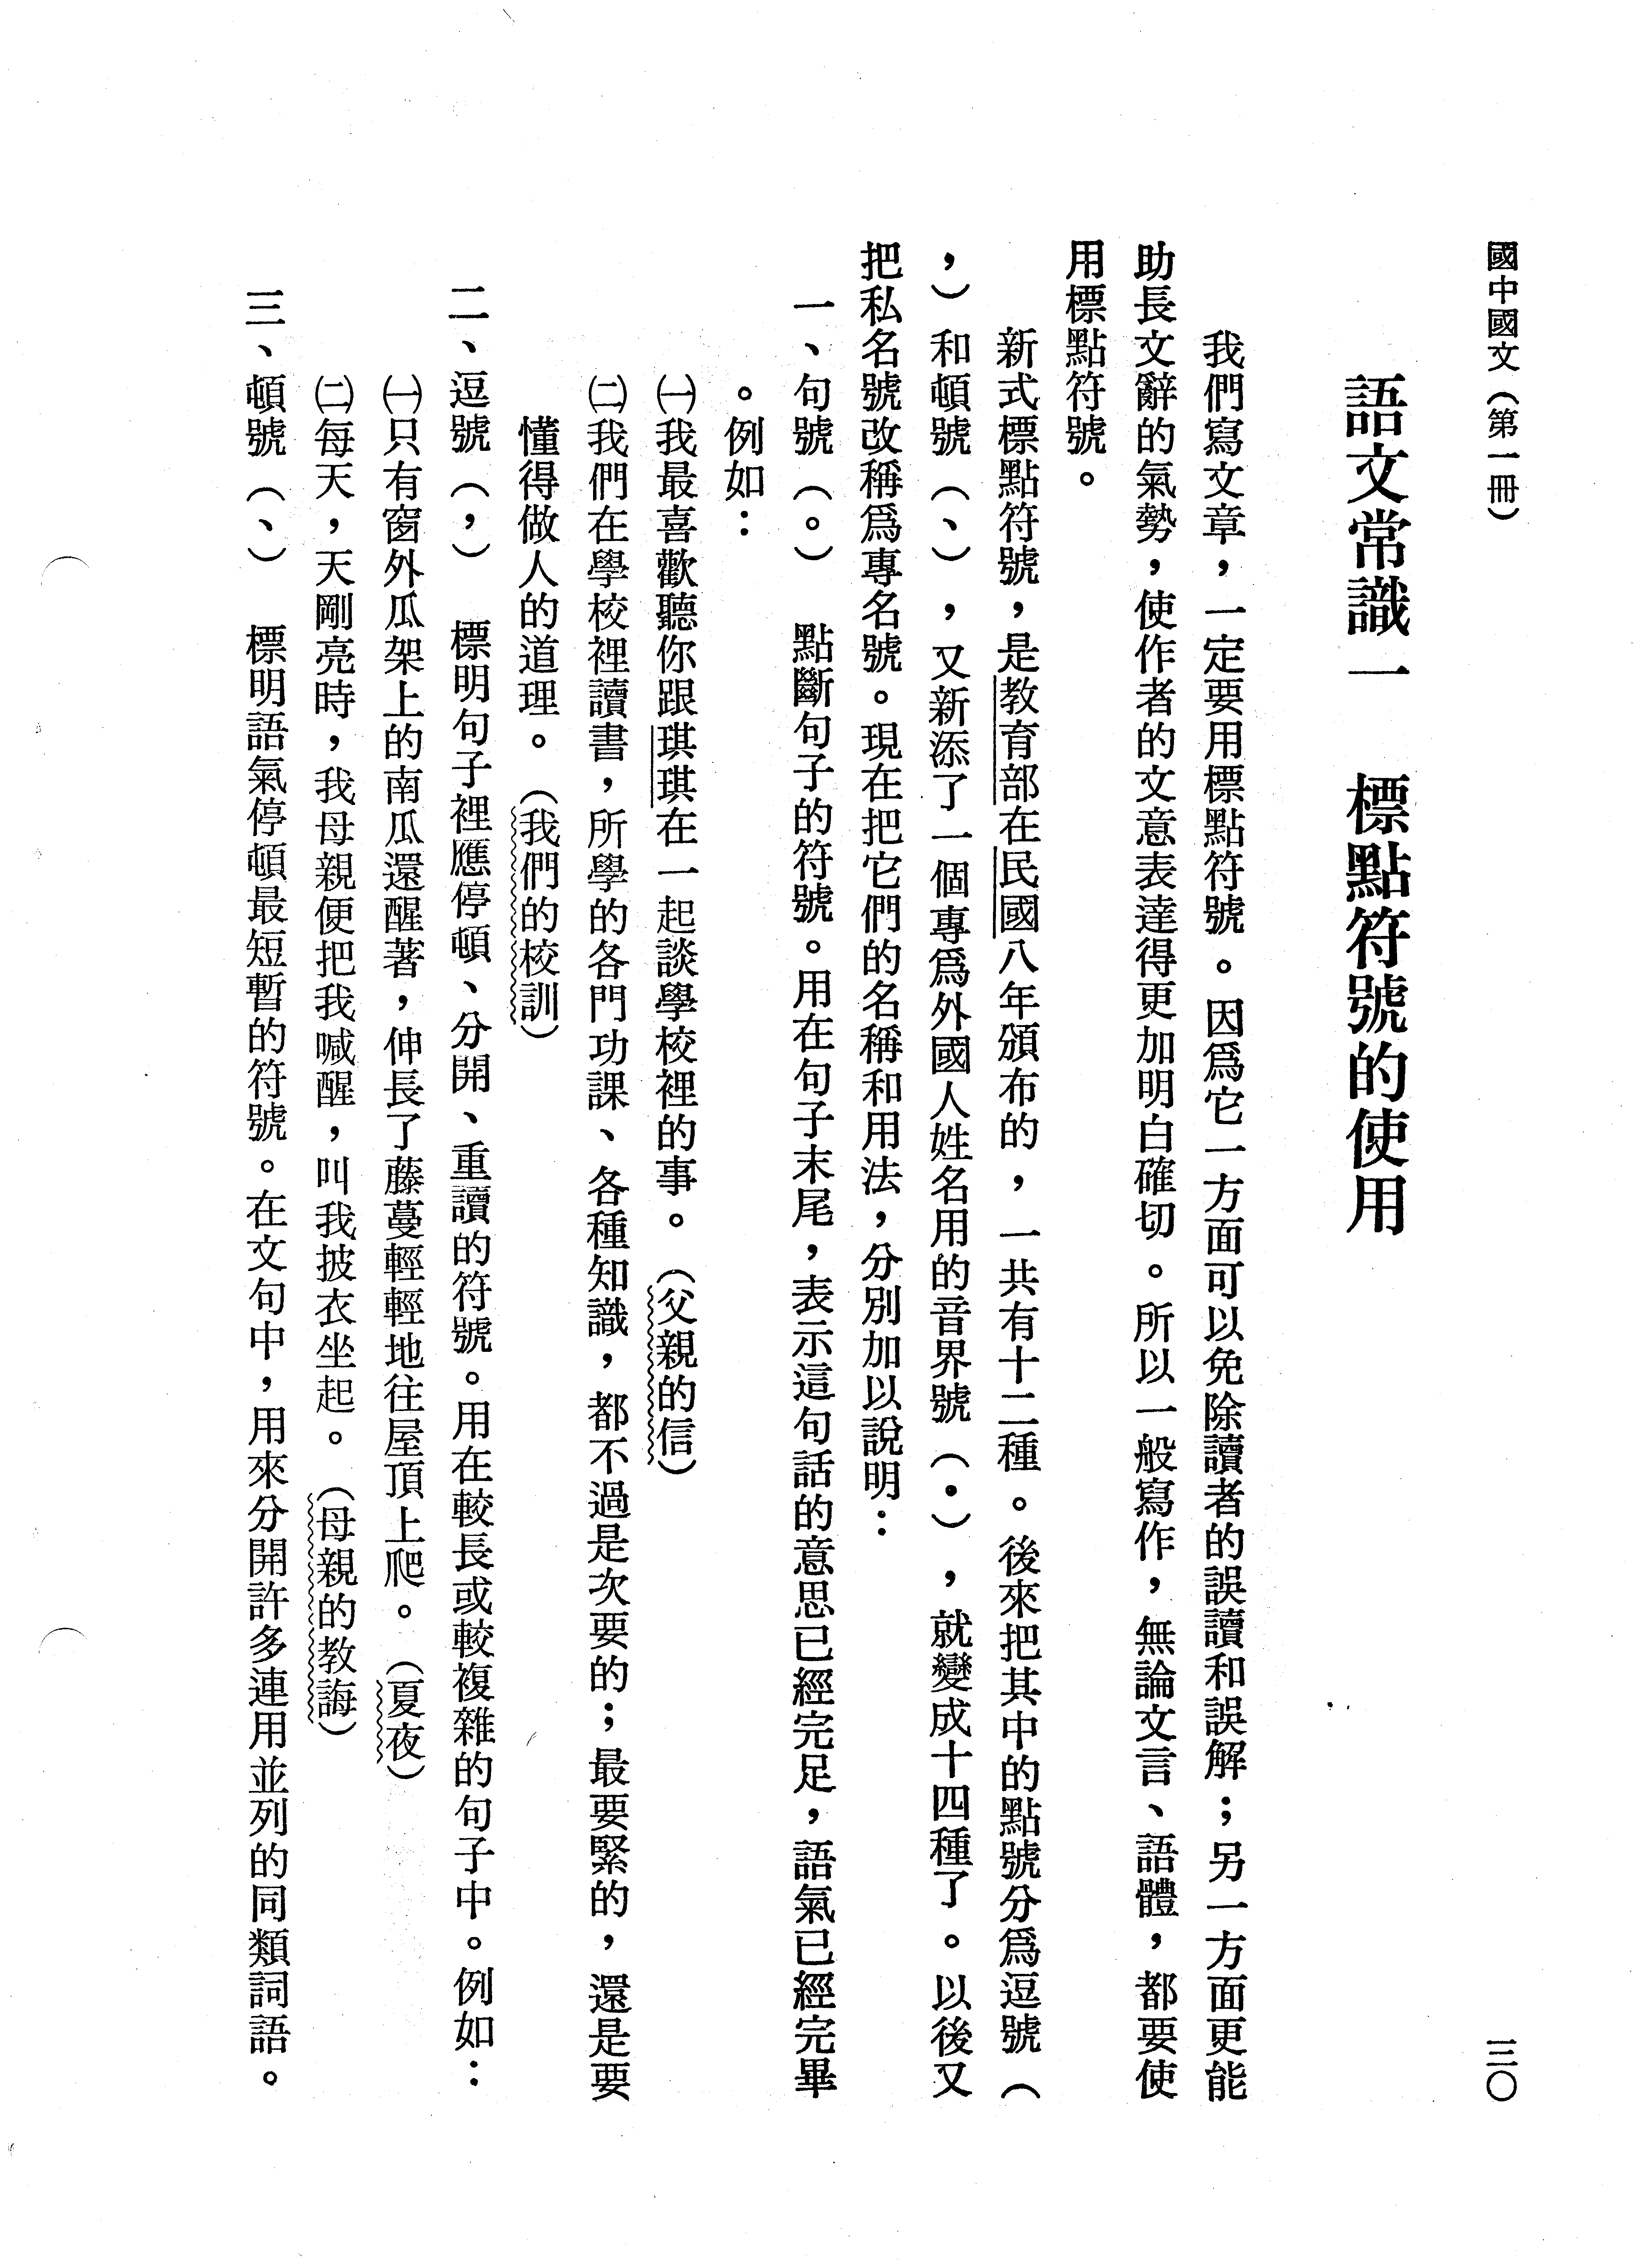 國中國文（第一冊）
三〇
語文常識一　標點符號的使用
我們寫文章，一定要用標點符號。因爲它一方面可以免除讀者的誤讀和誤解；另一方面更能
助長文辭的氣勢，使作者的文意表達得更加明白確切。所以一般寫作，無論文言、語體，都要使
用標點符號。
新式標點符號，是教育部在民國八年頒布的，一共有十二種。後來把其中的點號分爲逗號（
，）和頓號（、），又新添了一個專爲外國人姓名用的音界號（‧），就變成十四種了。以後又
把私名號改稱爲專名號。現在把它們的名稱和用法，分別加以說明：
一、句號（。）　點斷句子的符號。用在句子末尾，表示這句話的意思已經完足，語氣已經完畢
。例如：
㈠我最喜歡聽你跟琪琪在一起談學校裡的事。（父親的信）
㈡我們在學校裡讀書，所學的各門功課、各種知識，都不過是次要的；最要緊的，還是要
懂得做人的道理。（我們的校訓）
二、逗號（，）　標明句子裡應停頓、分開、重讀的符號。用在較長或較複雜的句子中。例如：
㈠只有窗外瓜架上的南瓜還醒著，伸長了藤蔓輕輕地往屋頂上爬。（夏夜）
㈡每天，天剛亮時，我母親便把我喊醒，叫我披衣坐起。（母親的教誨）
三、頓號（、）　標明語氣停頓最短暫的符號。在文句中，用來分開許多連用並列的同類詞語。